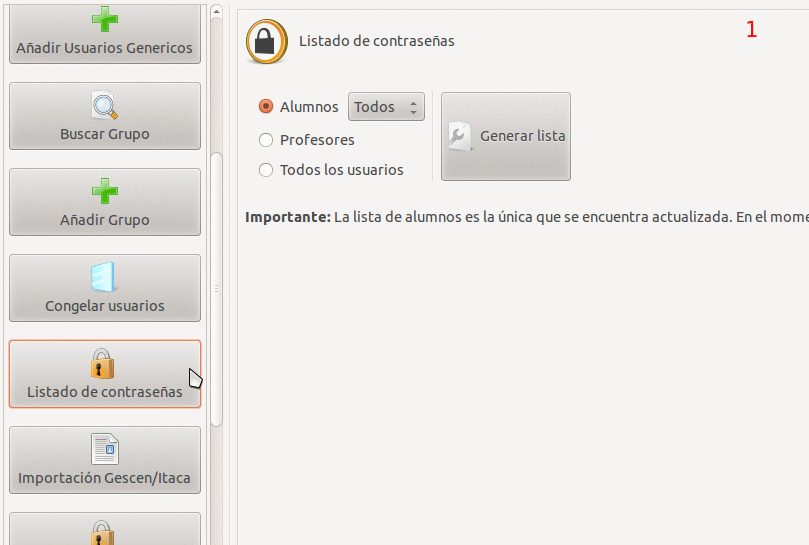 Añadir Usuarios Genericos
Buscar Grupo
Añadir Grupo
Congelar usuarios
Listado de contraseñas
Importación Gescen/Itaca
Listado de contraseñas
1
Alumnos Todos
Profesores
Todos los usuarios
Generar lista
Importante: La lista de alumnos es la única que se encuentra actualizada. En el mome